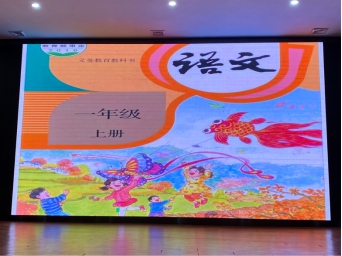 义务教育教科书
语文
一年级
上册